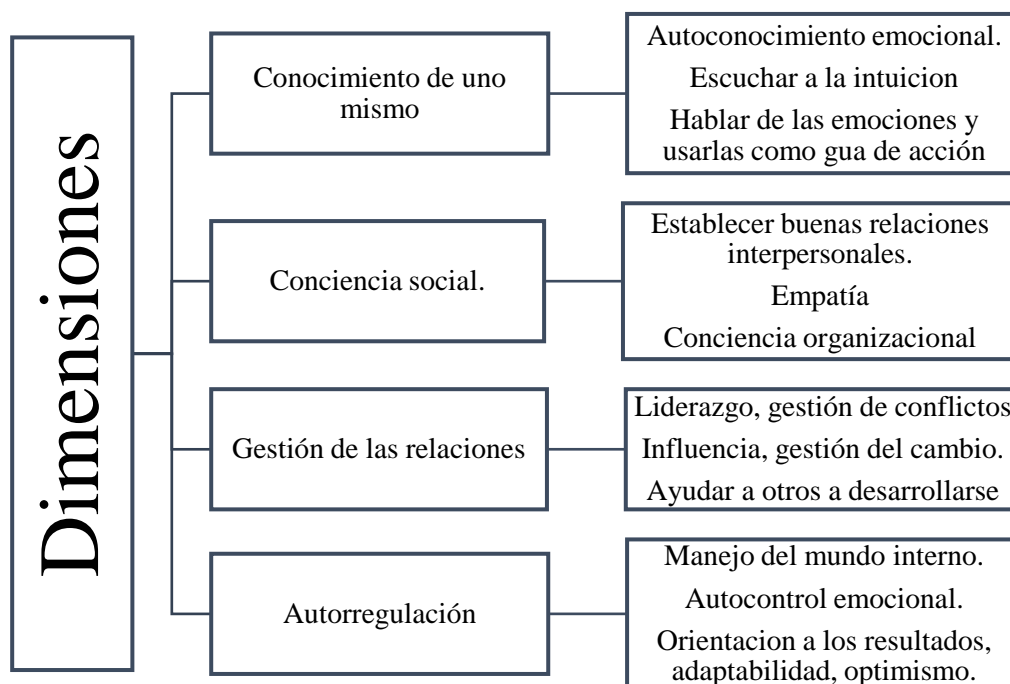 Dimensiones
Conocimiento de uno
mismo
Autoconocimiento emocional.
Escuchar a la intuicion
Hablar de las emociones y
usarlas como gua de acción
Conciencia social.
Establecer buenas relaciones
interpersonales.
Empatía
Conciencia organizacional
Gestión de las relaciones
Liderazgo, gestión de conflictos
Influencia, gestión del cambio.
Ayudar a otros a desarrollarse
Autorregulación
Manejo del mundo interno.
Autocontrol emocional.
Orientacion a los resultados,
adaptabilidad, optimismo.